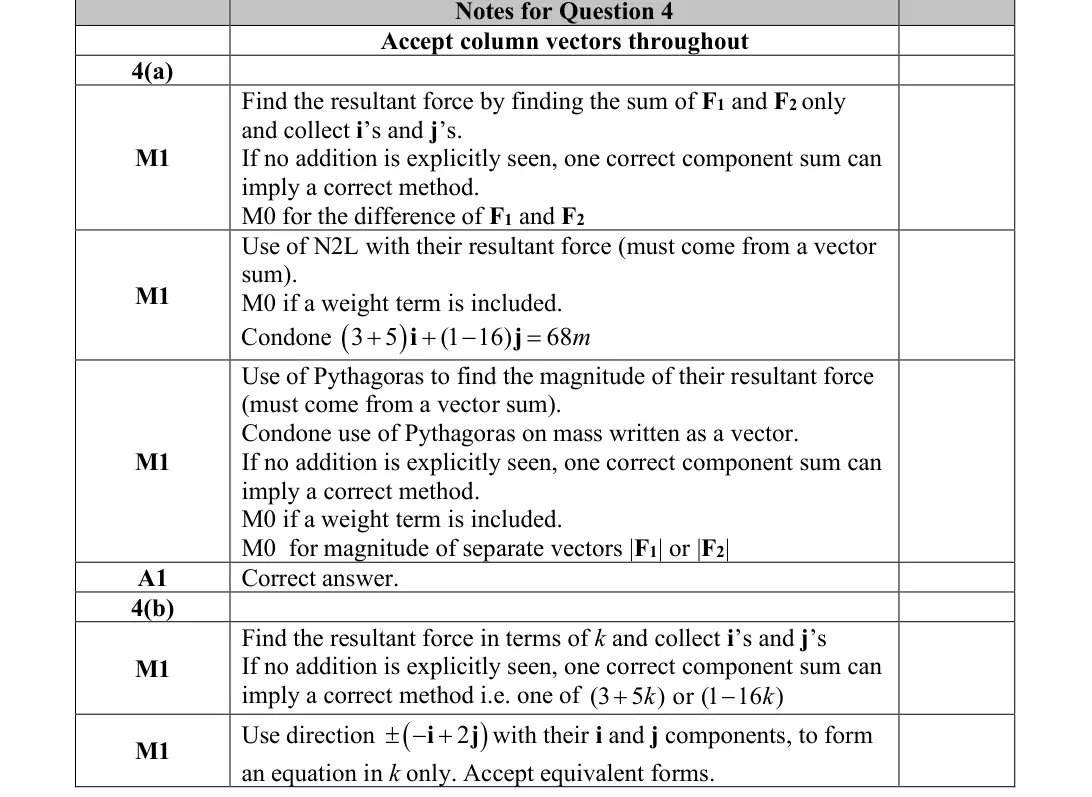 Notes for Question 4
Accept column vectors throughout
4(a)
M1
Find the resultant force by finding the sum of F₁ and F₂ only
and collect i’s and j’s.
If no addition is explicitly seen, one correct component sum can
imply a correct method.
M0 for the difference of F₁ and F₂
M1
Use of N2L with their resultant force (must come from a vector
sum).
M0 if a weight term is included.
Condone (3+5)i+(1−16)j=68m
M1
Use of Pythagoras to find the magnitude of their resultant force
(must come from a vector sum).
Condone use of Pythagoras on mass written as a vector.
If no addition is explicitly seen, one correct component sum can
imply a correct method.
M0 if a weight term is included.
M0 for magnitude of separate vectors |F₁| or |F₂|
A1
Correct answer.
4(b)
M1
Find the resultant force in terms of k and collect i’s and j’s
If no addition is explicitly seen, one correct component sum can
imply a correct method i.e. one of (3+5k) or (1−16k)
M1
Use direction ±(−i+2j) with their i and j components, to form
an equation in k only. Accept equivalent forms.